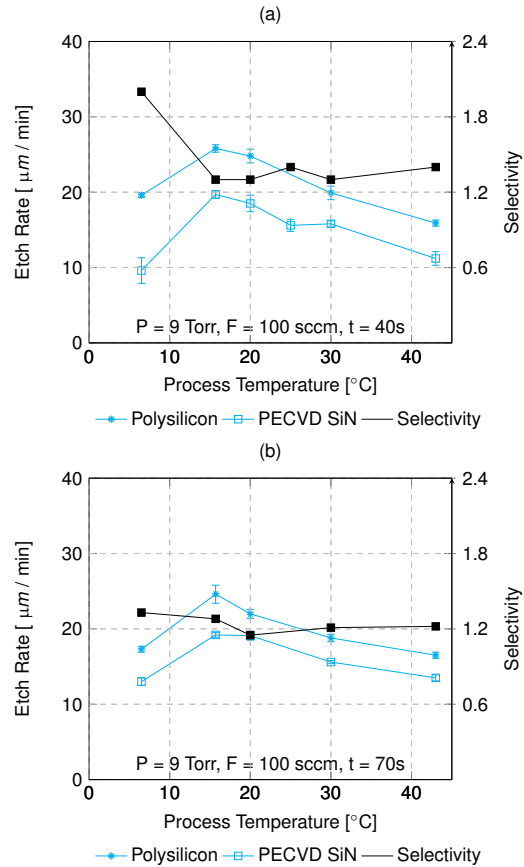 (a)
40
30
20
10
0
2.4
1.8
1.2
0.6
Etch Rate [ μm / min]
Selectivity
P = 9 Torr, F = 100 sccm, t = 40s
0 10 20 30 40
Process Temperature [°C]
Polysilicon PECVD SiN Selectivity
(b)
40
30
20
10
0
2.4
1.8
1.2
0.6
Etch Rate [ μm / min]
Selectivity
P = 9 Torr, F = 100 sccm, t = 70s
0 10 20 30 40
Process Temperature [°C]
Polysilicon PECVD SiN Selectivity